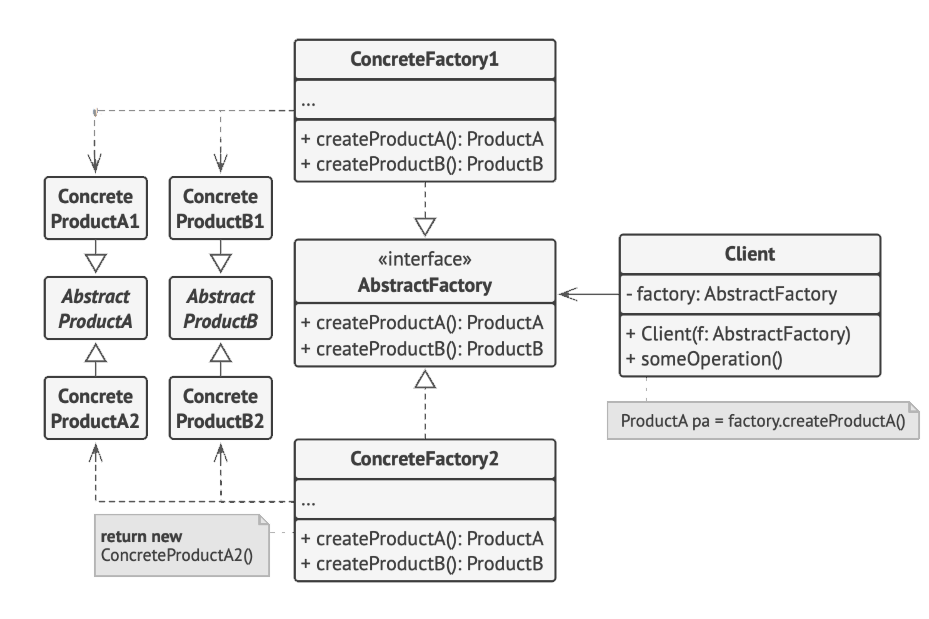 ConcreteFactory1
...
+ createProductA(): ProductA
+ createProductB(): ProductB
Concrete
ProductA1
Concrete
ProductB1
Abstract
ProductA
Abstract
ProductB
Concrete
ProductA2
Concrete
ProductB2
«interface»
AbstractFactory
+ createProductA(): ProductA
+ createProductB(): ProductB
Client
- factory: AbstractFactory
+ Client(f: AbstractFactory)
+ someOperation()
ProductA pa = factory.createProductA()
ConcreteFactory2
...
+ createProductA(): ProductA
+ createProductB(): ProductB
return new
ConcreteProductA2()